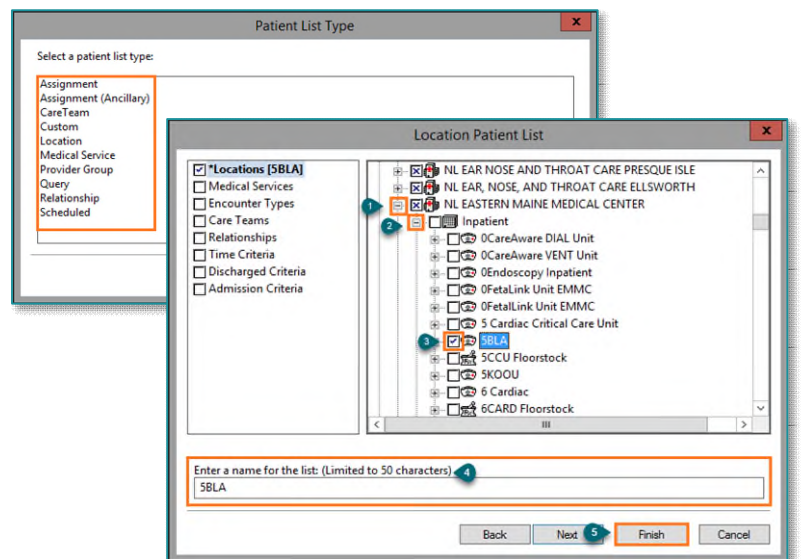 Patient List Type
x
Select a patient list type:
Assignment
Assignment (Ancillary)
CareTeam
Custom
Location
Medical Service
Provider Group
Query
Relationship
Scheduled
Location Patient List
x
*Locations [5BLA]
Medical Services
Encounter Types
Care Teams
Relationships
Time Criteria
Discharged Criteria
Admission Criteria
NL EAR NOSE AND THROAT CARE PRESQUE ISLE
NL EAR, NOSE, AND THROAT CARE ELLSWORTH
1 NL EASTERN MAINE MEDICAL CENTER
2 Inpatient
0CareAware DIAL Unit
0CareAware VENT Unit
0Endoscopy Inpatient
0FetaLink Unit EMMC
0FetalLink Unit EMMC
5 Cardiac Critical Care Unit
3 5BLA
5CCU Floorstock
5KOOU
6 Cardiac
6CARD Floorstock
Enter a name for the list: (Limited to 50 characters) 4
5BLA
Back Next 5 Finish Cancel